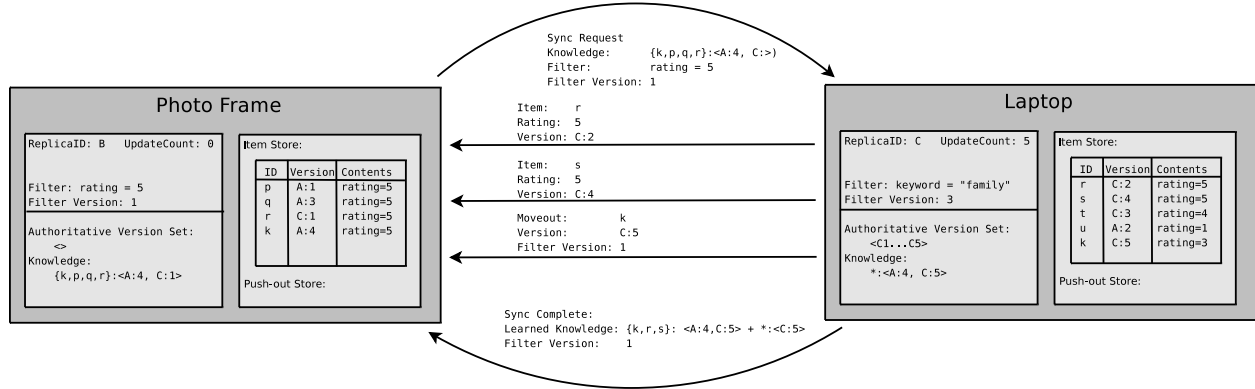 Sync Request
Knowledge: {k,p,q,r}:<A:4, C:>)
Filter: rating = 5
Filter Version: 1
Photo Frame
ReplicaID: B UpdateCount: 0
Filter: rating = 5
Filter Version: 1
Authoritative Version Set:
<>
Knowledge:
{k,p,q,r}:<A:4, C:1>
Item Store:
ID Version Contents
p A:1 rating=5
q A:3 rating=5
r C:1 rating=5
k A:4 rating=5
Push-out Store:
Item: r
Rating: 5
Version: C:2
Item: s
Rating: 5
Version: C:4
Moveout: k
Version: C:5
Filter Version: 1
Sync Complete:
Learned Knowledge: {k,r,s}: <A:4,C:5> + *:<C:5>
Filter Version: 1
Laptop
ReplicaID: C UpdateCount: 5
Filter: keyword = "family"
Filter Version: 3
Authoritative Version Set:
<C1...C5>
Knowledge:
*:<A:4, C:5>
Item Store:
ID Version Contents
r C:2 rating=5
s C:4 rating=5
t C:3 rating=4
u A:2 rating=1
k C:5 rating=3
Push-out Store: